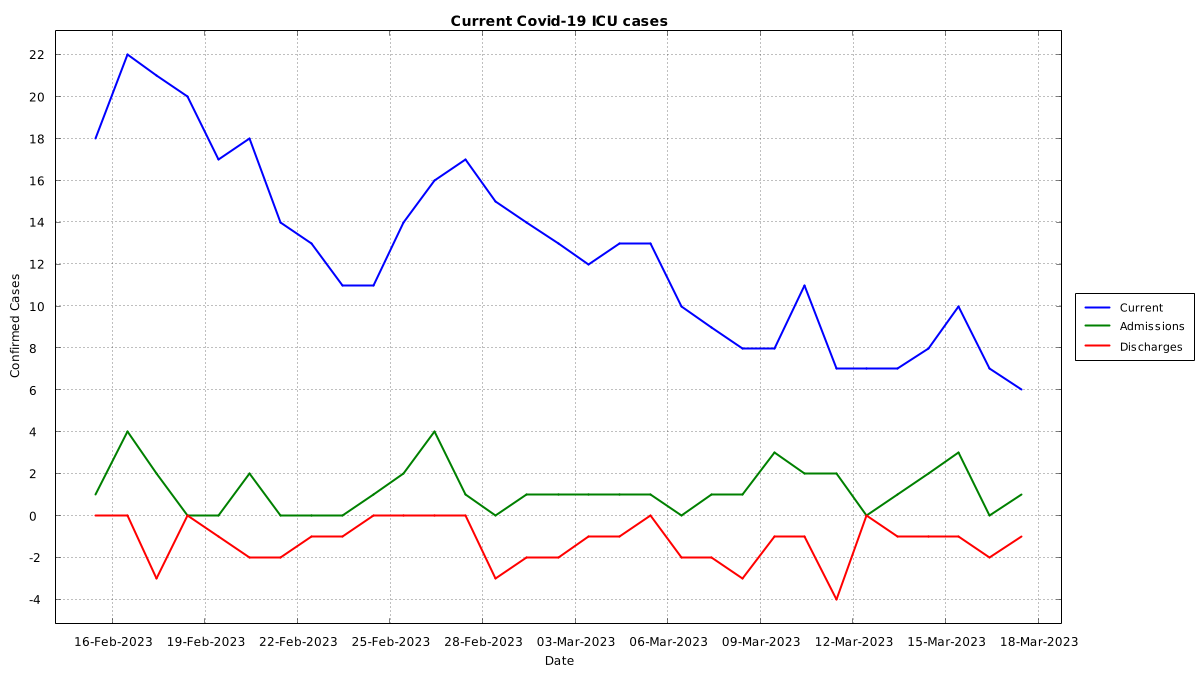 Current Covid-19 ICU cases
22
20
18
16
14
12
10
8
6
4
2
0
-2
-4
Confirmed Cases
16-Feb-2023 19-Feb-2023 22-Feb-2023 25-Feb-2023 28-Feb-2023 03-Mar-2023 06-Mar-2023 09-Mar-2023 12-Mar-2023 15-Mar-2023 18-Mar-2023
Date
Current
Admissions
Discharges